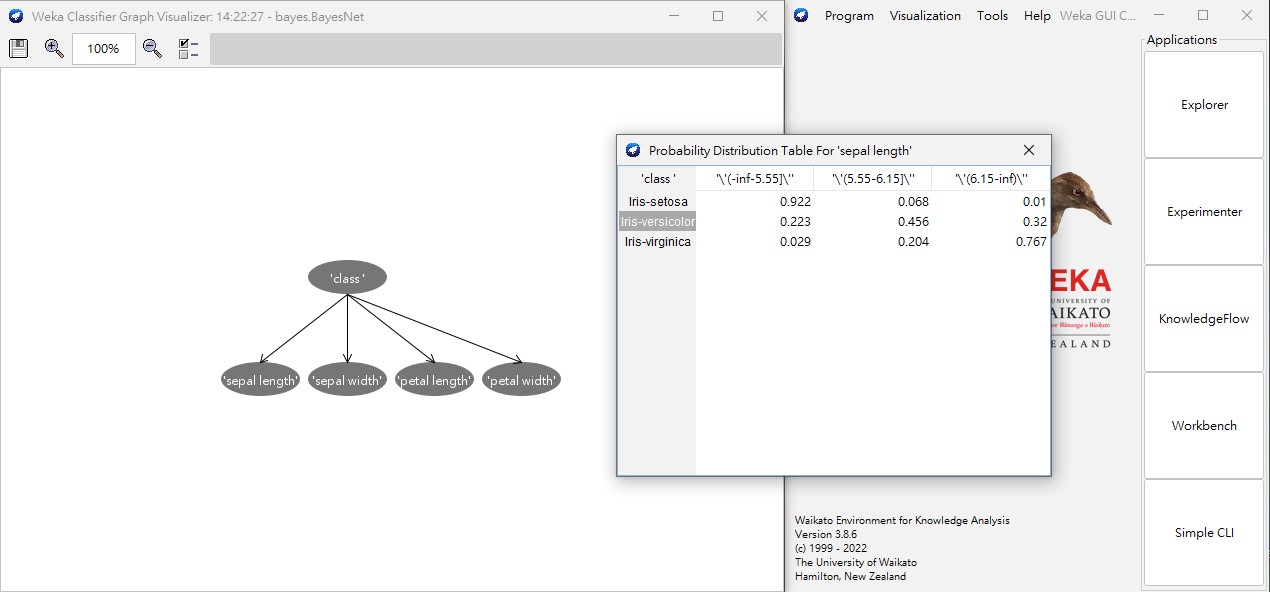 Weka Classifier Graph Visualizer: 14:22:27 - bayes.BayesNet
100%
'class '
'sepal length' 'sepal width' 'petal length' 'petal width'
Probability Distribution Table For 'sepal length'
'class ' '\'(-inf-5.55]\'' '\'(5.55-6.15]\'' '\'(6.15-inf)\''
Iris-setosa 0.922 0.068 0.01
Iris-versicolor 0.223 0.456 0.32
Iris-virginica 0.029 0.204 0.767
Program Visualization Tools Help Weka GUI C...
Applications
Explorer
Experimenter
KnowledgeFlow
Workbench
Simple CLI
EKA
UNIVERSITY OF
AIKATO
EALAND
Waikato Environment for Knowledge Analysis
Version 3.8.6
(c) 1999 - 2022
The University of Waikato
Hamilton, New Zealand